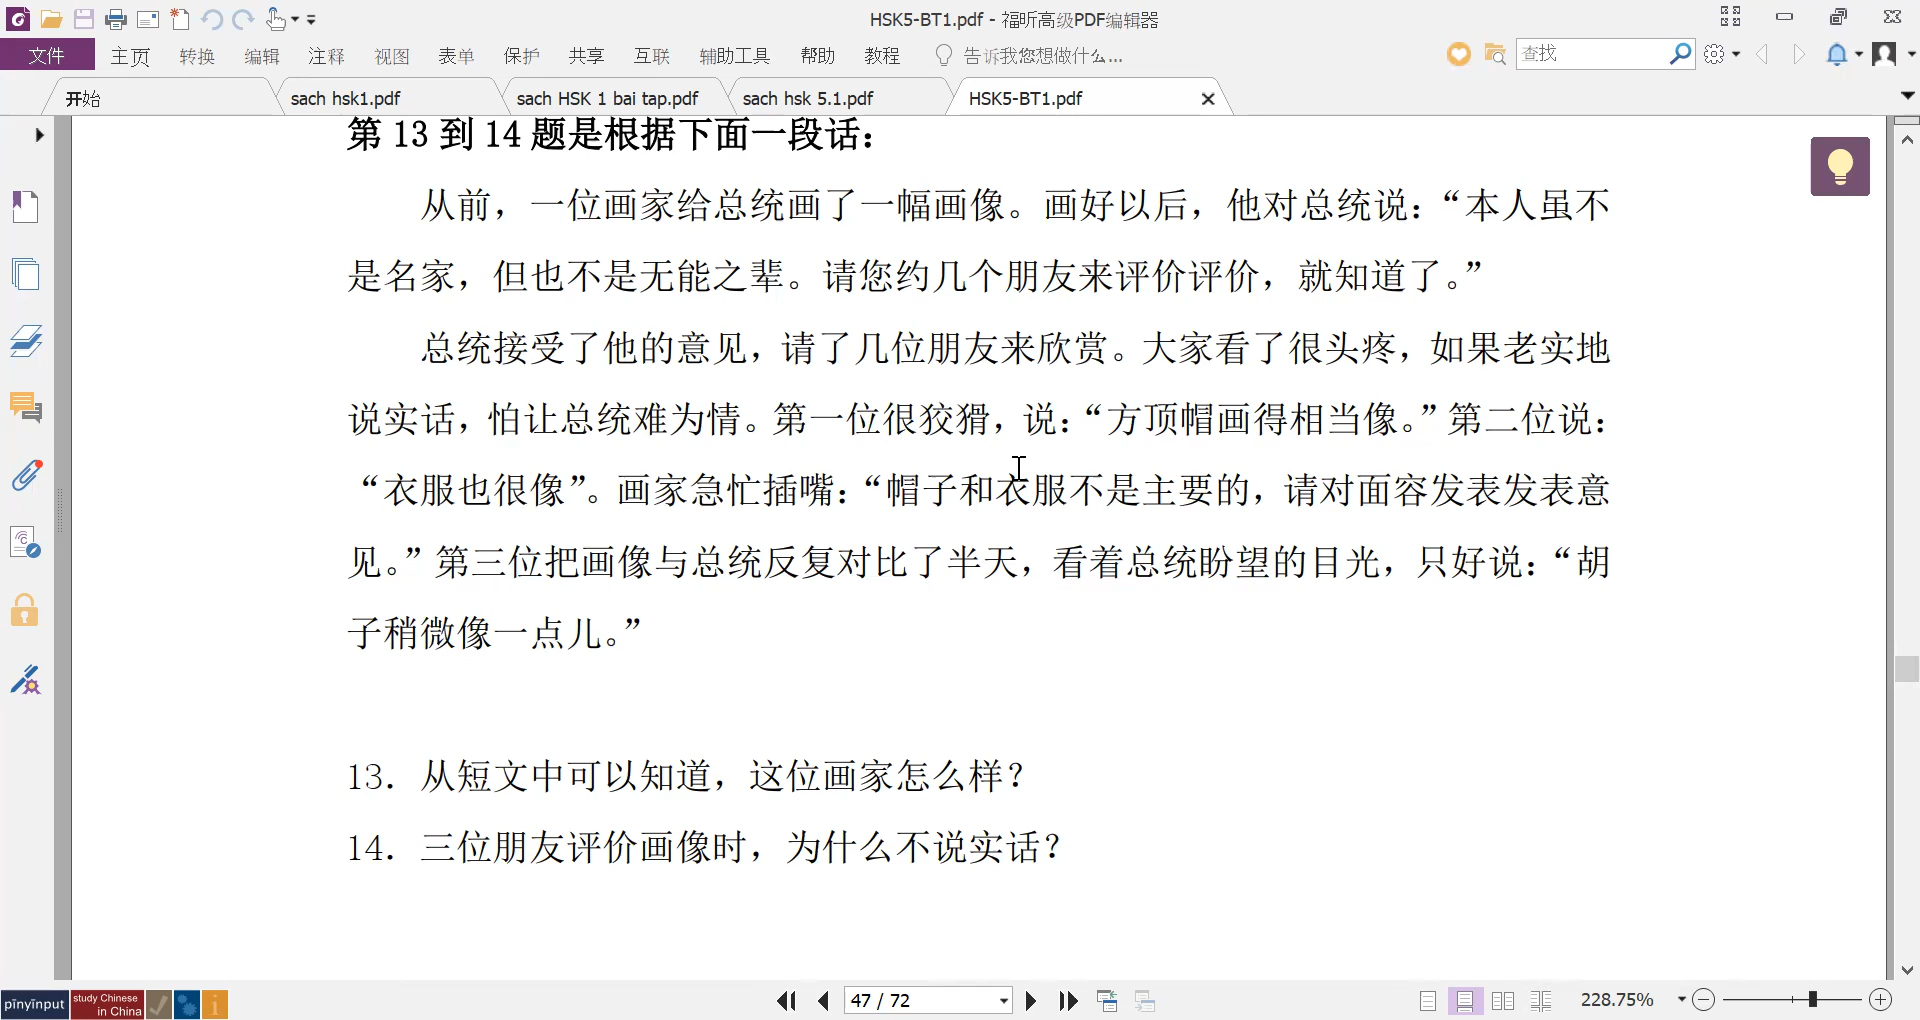 HSK5-BT1.pdf - 福昕高级PDF编辑器
文件 主页 转换 编辑 注释 视图 表单 保护 共享 互联 辅助工具 帮助 教程 告诉我您想做什么... 查找
开始 sach hsk1.pdf sach HSK 1 bai tap.pdf sach hsk 5.1.pdf HSK5-BT1.pdf
第 13 到 14 题是根据下面一段话：
从前，一位画家给总统画了一幅画像。画好以后，他对总统说：“本人虽不
是名家，但也不是无能之辈。请您约几个朋友来评价评价，就知道了。”
总统接受了他的意见，请了几位朋友来欣赏。大家看了很头疼，如果老实地
说实话，怕让总统难为情。第一位很狡猾，说：“方顶帽画得相当像。”第二位说：
“衣服也很像”。画家急忙插嘴：“帽子和衣服不是主要的，请对面容发表发表意
见。”第三位把画像与总统反复对比了半天，看着总统盼望的目光，只好说：“胡
子稍微像一点儿。”
13. 从短文中可以知道，这位画家怎么样？
14. 三位朋友评价画像时，为什么不说实话？
pīnyīnput study Chinese in China 47 / 72 228.75%